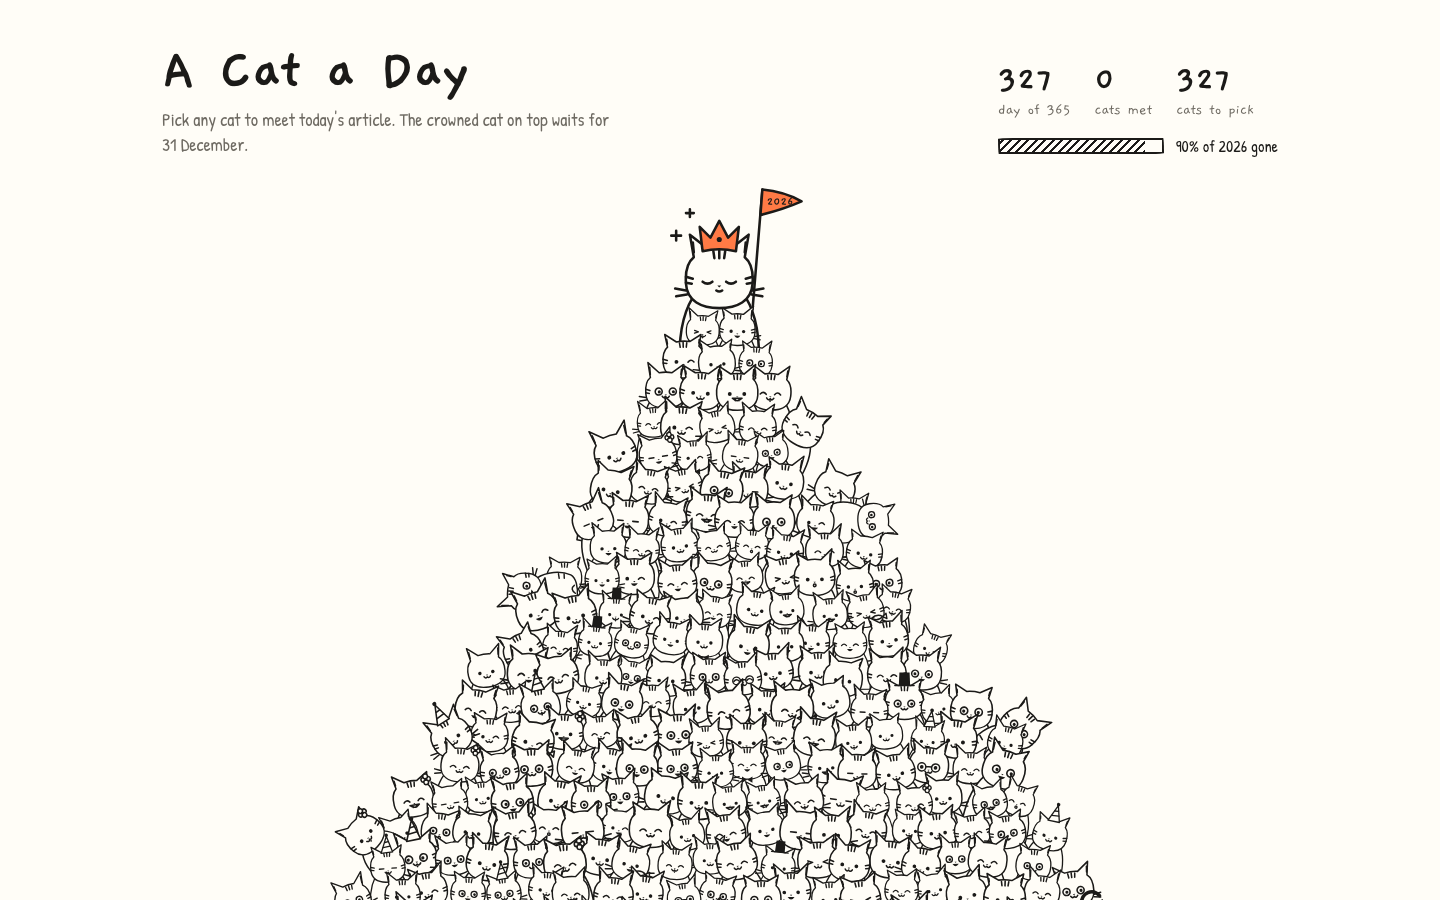 A Cat a Day
Pick any cat to meet today's article. The crowned cat on top waits for
31 December.
327 0 327
day of 365 cats met cats to pick
90% of 2026 gone
2026